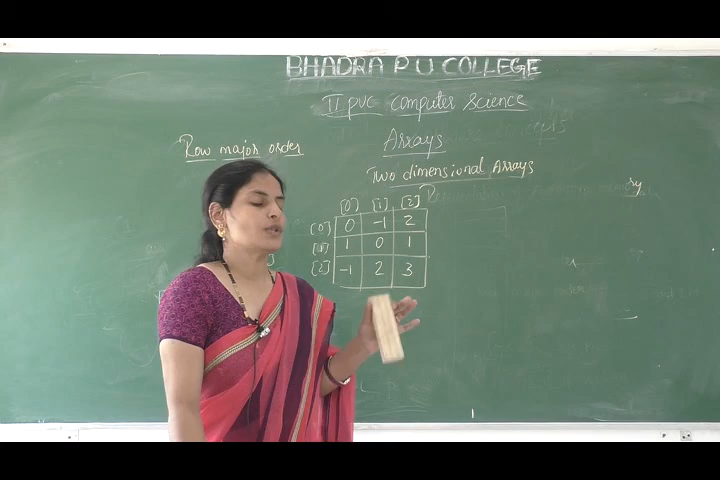 BHADRA P U COLLEGE
II PUC Computer Science
Arrays
Row major order
Two dimensional Arrays
[0] [1] [2]
[0] 0 -1 2
[1] 1 0 1
[2] -1 2 3
ry